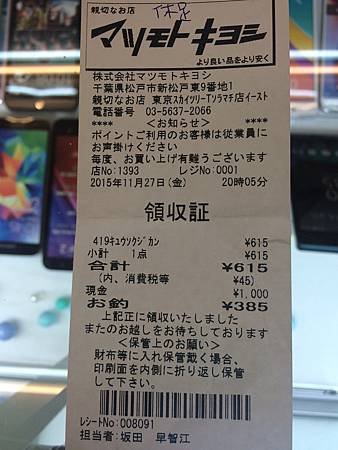 休足
親切なお店
マツモトキヨシ
より良い品をより安く
株式会社マツモトキヨシ
千葉県松戸市新松戸東9番地1
親切なお店 東京スカイツリーTソラマチ店イースト
電話番号 03-5637-2066
**** <お知らせ> ****
ポイントご利用のお客様は従業員に
お声掛けください
毎度、お買い上げ有難うございます
店No:1393 レジNo:0001
2015年11月27日(金) 20時05分
領収証
419キュウソクジカン ¥615
小計 1点 ¥615
合計 ¥615
(内、消費税等 ¥45)
現金 ¥1,000
お釣 ¥385
上記正に領収いたしました
またのお越しをお待ちしております
<保管上のお願い>
財布等に入れ保管戴く場合、
印刷面を内側に折り返し保管
して下さい。
レシートNo:008091
担当者:坂田 早智江